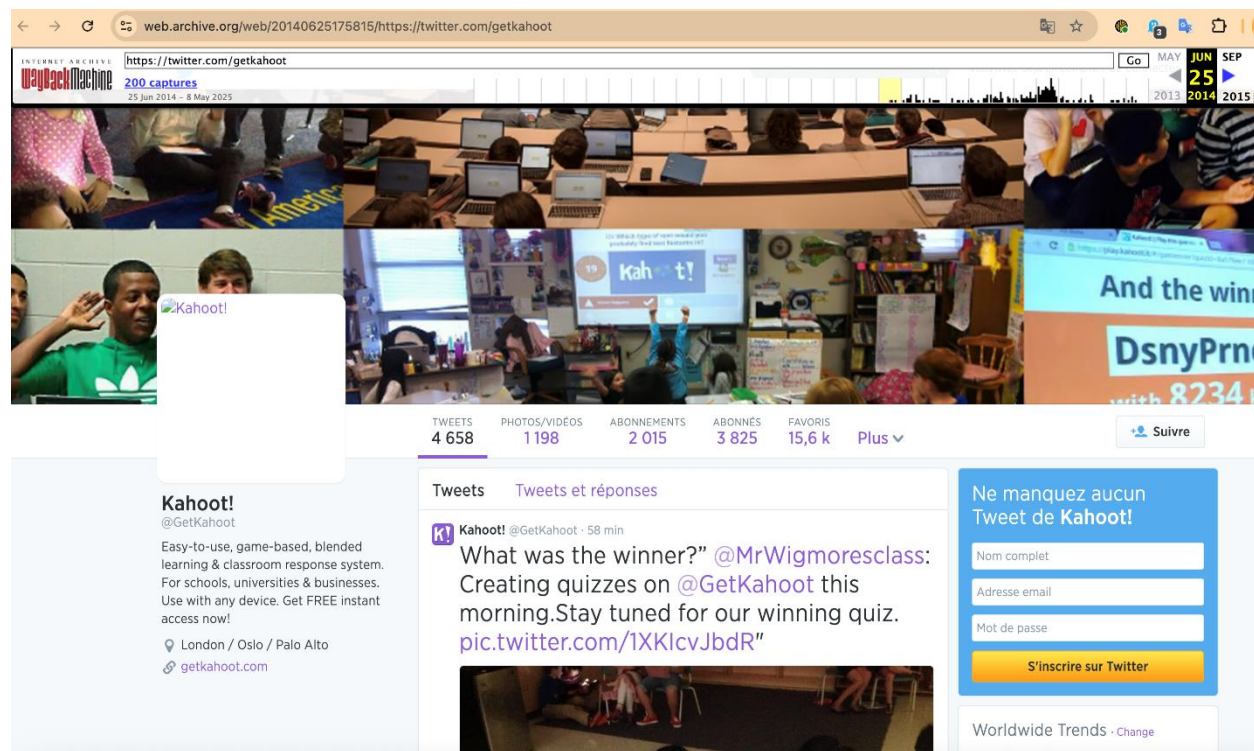 web.archive.org/web/20140625175815/https://twitter.com/getkahoot
3
INTERNET ARCHIVE
WayBackMachine
https://twitter.com/getkahoot
Go
MAY JUN SEP
200 captures
25
25 Jun 2014 – 8 May 2025
2013 2014 2015
America
19
Kahoot!
And the win
DsnyPrn
with 8234
Kahoot!
TWEETS
4 658
PHOTOS/VIDÉOS
1 198
ABONNEMENTS
2 015
ABONNÉS
3 825
FAVORIS
15,6 k
Plus
Suivre
Kahoot!
@GetKahoot
Easy-to-use, game-based, blended
learning & classroom response system.
For schools, universities & businesses.
Use with any device. Get FREE instant
access now!
London / Oslo / Palo Alto
getkahoot.com
Tweets Tweets et réponses
K!
Kahoot! @GetKahoot · 58 min
What was the winner?” @MrWigmoresclass:
Creating quizzes on @GetKahoot this
morning.Stay tuned for our winning quiz.
pic.twitter.com/1XKIcvJbdR"
Ne manquez aucun
Tweet de Kahoot!
Nom complet
Adresse email
Mot de passe
S'inscrire sur Twitter
Worldwide Trends · Change